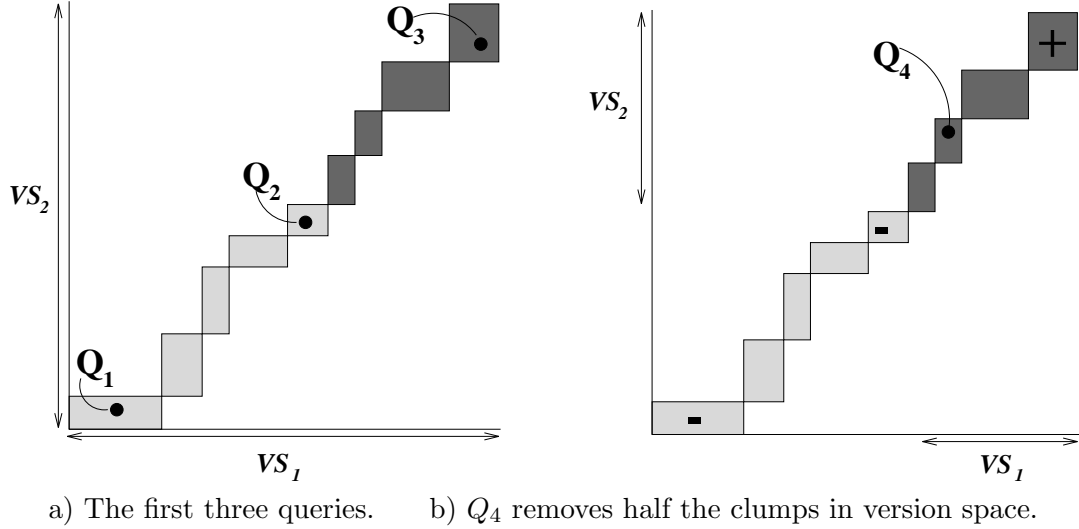 Q3
Q2
VS2
Q1
VS1
Q4
+
VS2
-
-
VS1
a) The first three queries. b) Q4 removes half the clumps in version space.